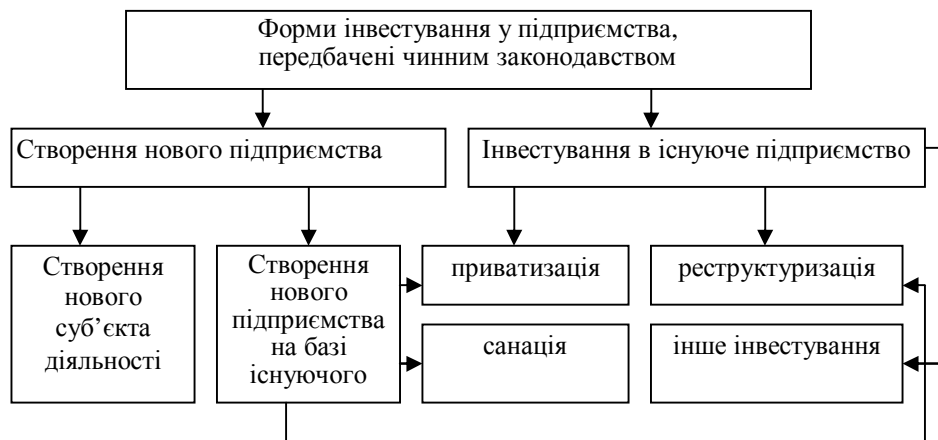 Форми інвестування у підприємства,
передбачені чинним законодавством
Створення нового підприємства
Інвестування в існуюче підприємство
Створення
нового
суб’єкта
діяльності
Створення
нового
підприємства
на базі
існуючого
приватизація
реструктуризація
санація
інше інвестування